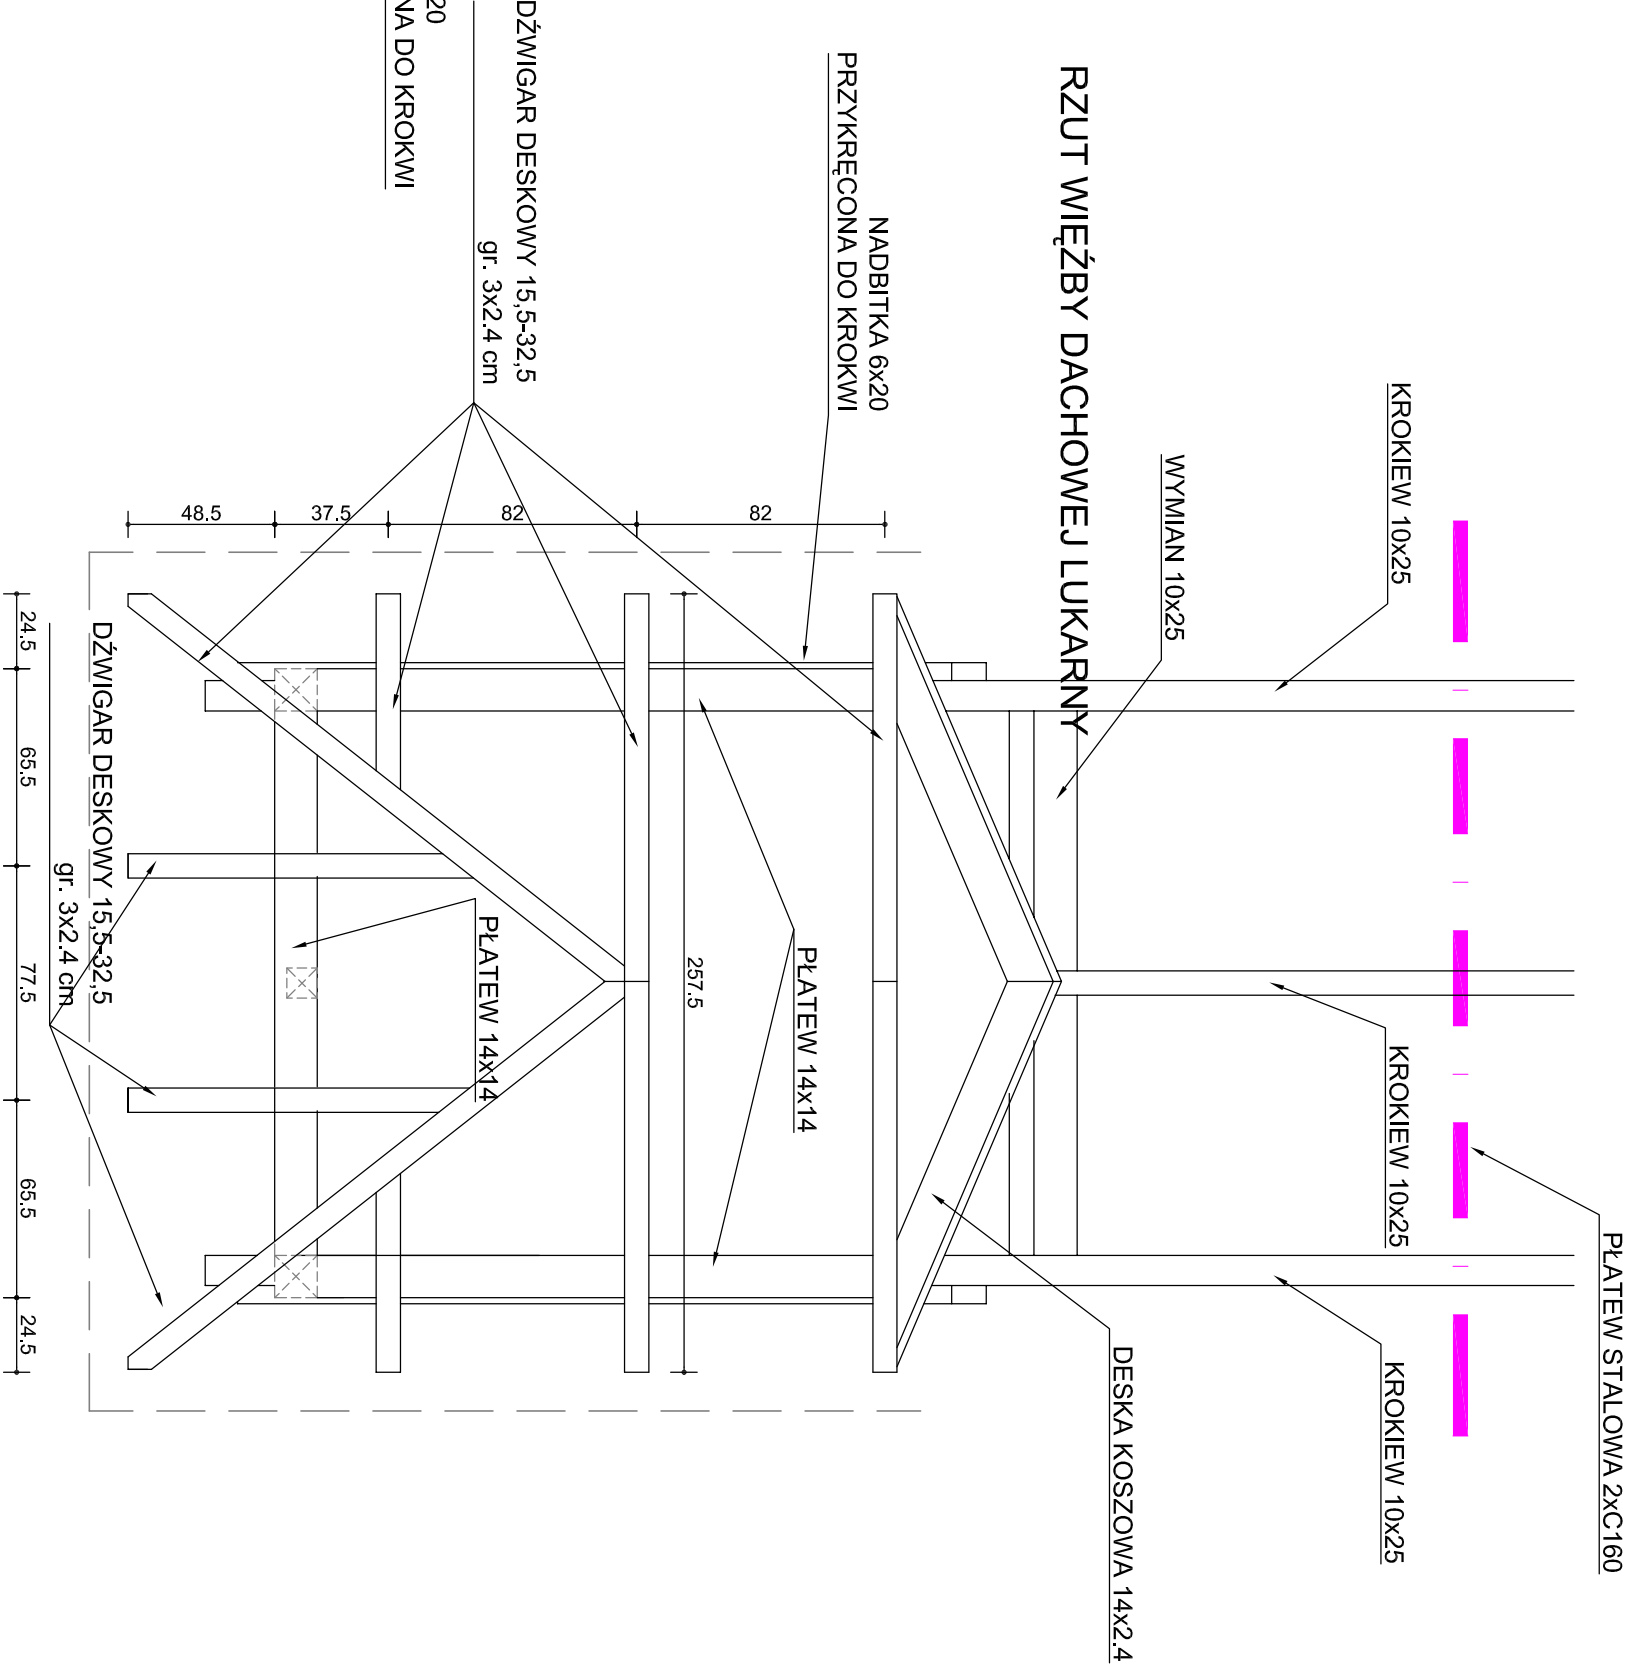 RZUT WIĘŹBY DACHOWEJ LUKARNY
PŁATEW STALOWA 2xC160
KROKIEW 10x25
KROKIEW 10x25
KROKIEW 10x25
WYMIAN 10x25
DESKA KOSZOWA 14x2.4
NADBITKA 6x20
PRZYKRĘCONA DO KROKWI
PŁATEW 14x14
257.5
DŹWIGAR DESKOWY 15,5-32,5
gr. 3x2.4 cm
PŁATEW 14x14
20
NA DO KROKWI
DŹWIGAR DESKOWY 15,5-32,5
gr. 3x2.4 cm
48.5
37.5
82
82
24.5
65.5
77.5
65.5
24.5